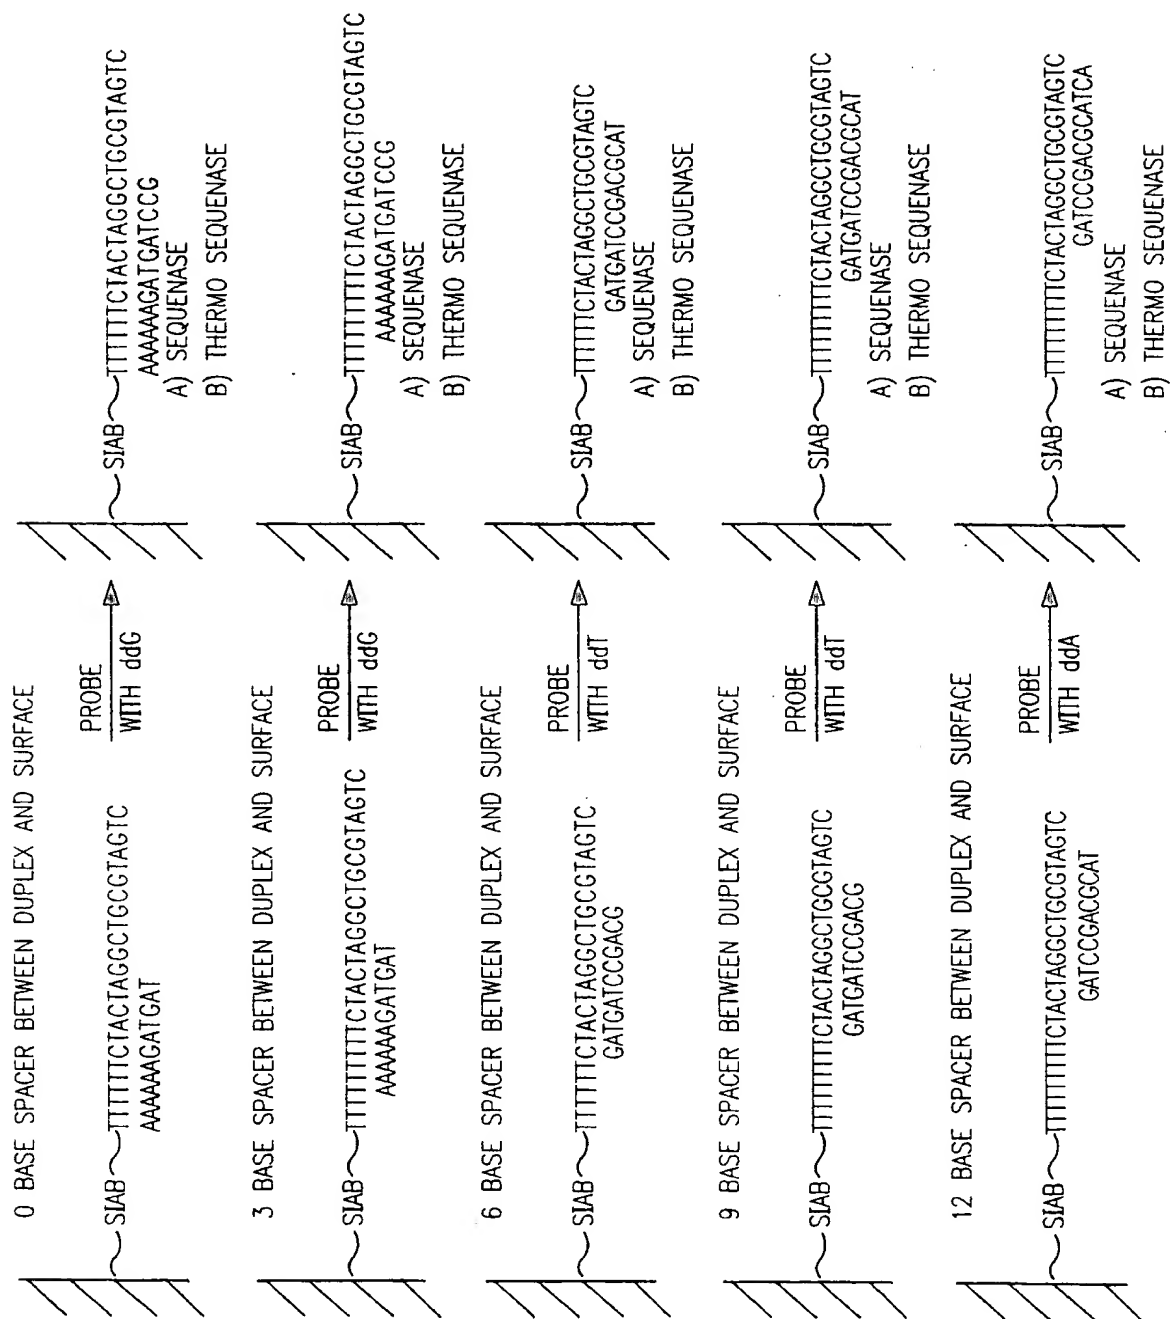 0 BASE SPACER BETWEEN DUPLEX AND SURFACE
SIAB TTTTTTCTACTAGGCTGCGTAGTC
AAAAAGATGAT
PROBE
WITH ddG
SIAB TTTTTTCTACTAGGCTGCGTAGTC
AAAAAGATGATCCG
A) SEQUENASE
B) THERMO SEQUENASE
3 BASE SPACER BETWEEN DUPLEX AND SURFACE
SIAB TTTTTTTTTCTACTAGGCTGCGTAGTC
AAAAAGATGAT
PROBE
WITH ddG
SIAB TTTTTTTTTCTACTAGGCTGCGTAGTC
AAAAAGATGATCCG
A) SEQUENASE
B) THERMO SEQUENASE
6 BASE SPACER BETWEEN DUPLEX AND SURFACE
SIAB TTTTTTCTACTAGGCTGCGTAGTC
GATGATCCGACG
PROBE
WITH ddT
SIAB TTTTTTCTACTAGGCTGCGTAGTC
GATGATCCGACGCAT
A) SEQUENASE
B) THERMO SEQUENASE
9 BASE SPACER BETWEEN DUPLEX AND SURFACE
SIAB TTTTTTTTTCTACTAGGCTGCGTAGTC
GATGATCCGACG
PROBE
WITH ddT
SIAB TTTTTTTTTCTACTAGGCTGCGTAGTC
GATGATCCGACGCAT
A) SEQUENASE
B) THERMO SEQUENASE
12 BASE SPACER BETWEEN DUPLEX AND SURFACE
SIAB TTTTTTTTTCTACTAGGCTGCGTAGTC
GATCCGACGCAT
PROBE
WITH ddA
SIAB TTTTTTTTTCTACTAGGCTGCGTAGTC
GATCCGACGCATCA
A) SEQUENASE
B) THERMO SEQUENASE